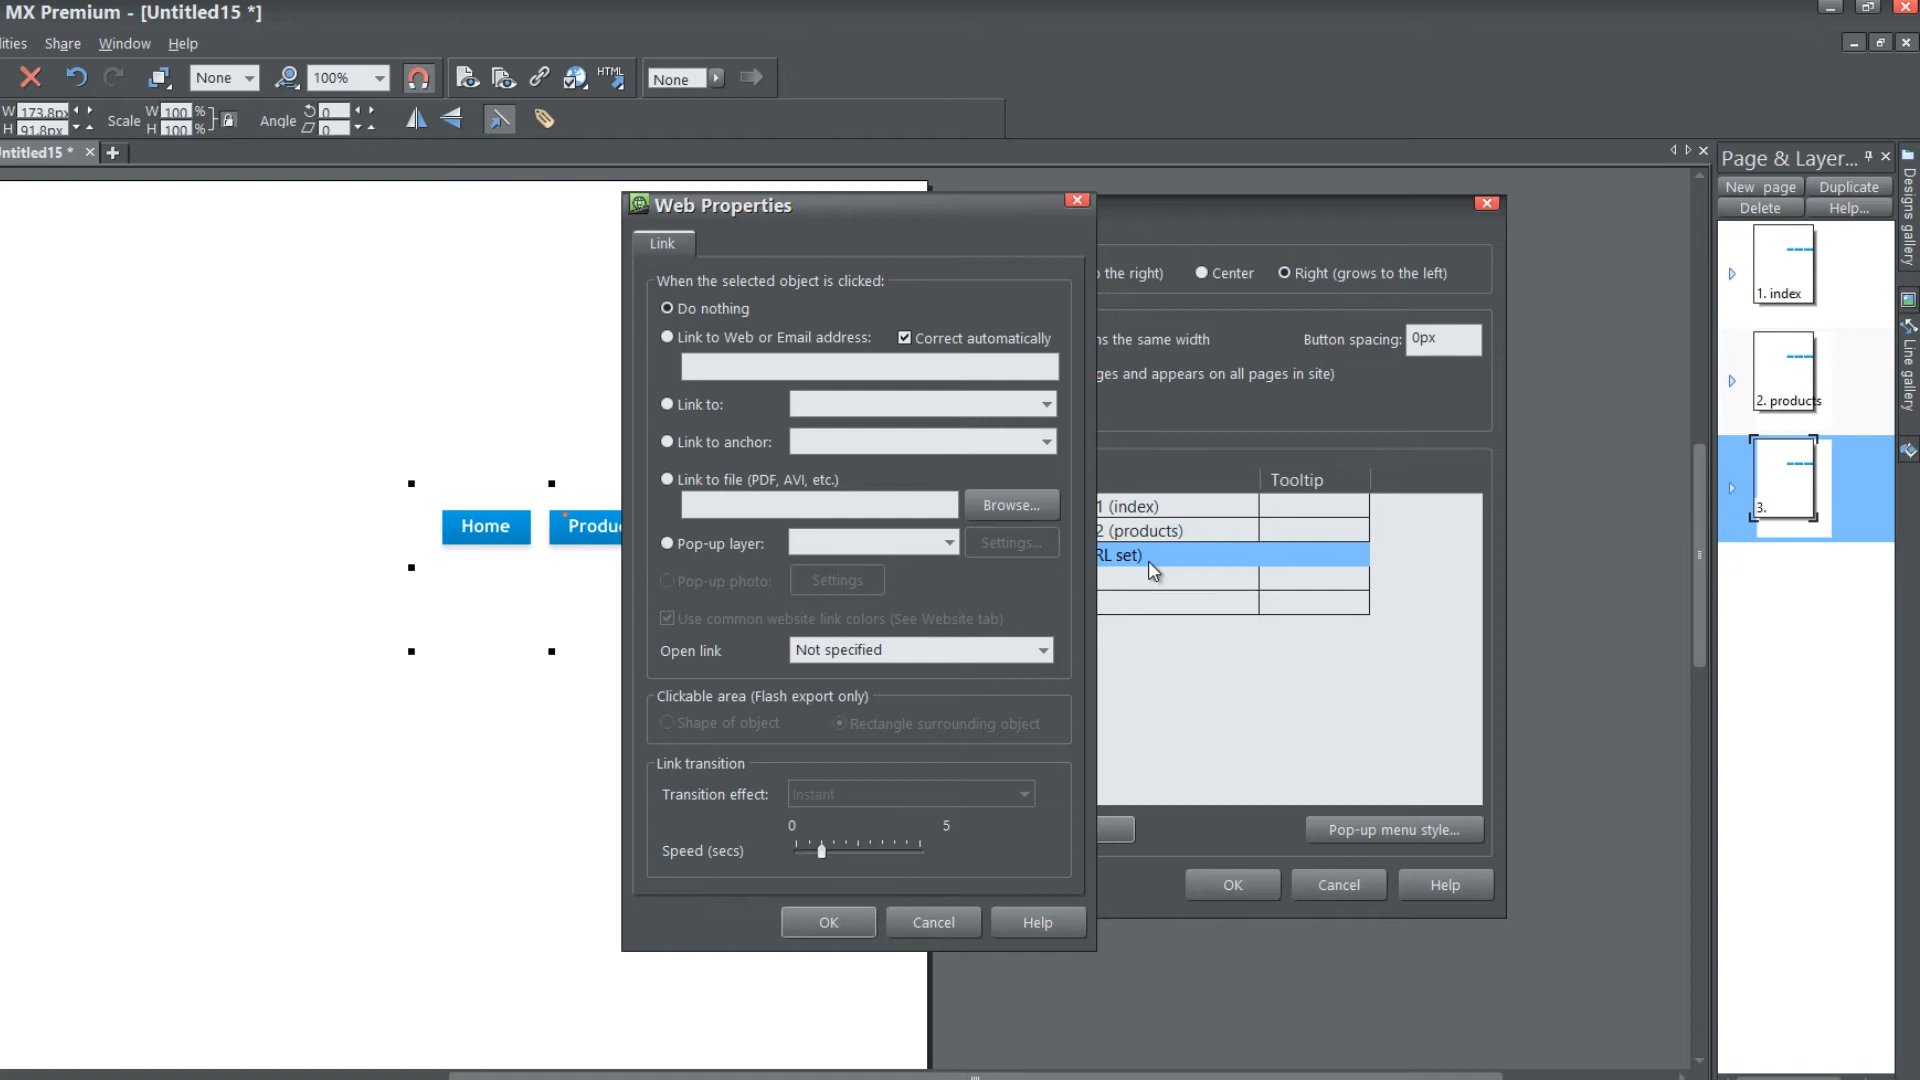 MX Premium - [Untitled15 *]
ities Share Window Help
None 100% HTML None
W 173.8px Scale W 100 % Angle 0
H 91.8px H 100 % 0
Untitled15 *
Page & Layer...
New page Duplicate
Delete Help...
1. index
2. products
3.
Designs gallery
Line gallery
Home
Produ
Web Properties
Link
When the selected object is clicked:
Do nothing
Link to Web or Email address: Correct automatically
Link to:
Link to anchor:
Link to file (PDF, AVI, etc.)
Browse...
Pop-up layer: Settings...
Pop-up photo: Settings
Use common website link colors (See Website tab)
Open link Not specified
Clickable area (Flash export only)
Shape of object Rectangle surrounding object
Link transition
Transition effect: Instant
0 5
Speed (secs)
OK Cancel Help
o the right) Center Right (grows to the left)
ns the same width Button spacing: 0px
ges and appears on all pages in site)
Tooltip
1 (index)
2 (products)
RL set)
Pop-up menu style...
OK Cancel Help